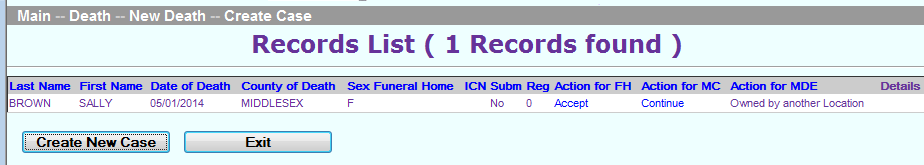 Main -- Death -- New Death -- Create Case
Records List ( 1 Records found )
Last Name First Name Date of Death County of Death Sex Funeral Home ICN Subm Reg Action for FH Action for MC Action for MDE Details
BROWN SALLY 05/01/2014 MIDDLESEX F No 0 Accept Continue Owned by another Location
Create New Case Exit